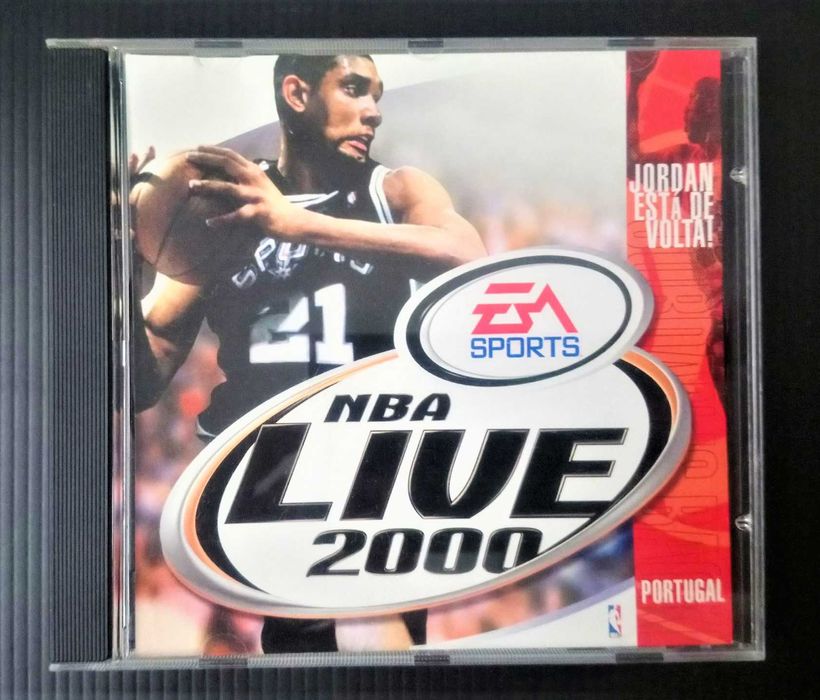 JORDAN
ESTÁ DE
VOLTA!
SPURS
21
EA
SPORTS
NBA
LIVE
2000
PORTUGAL